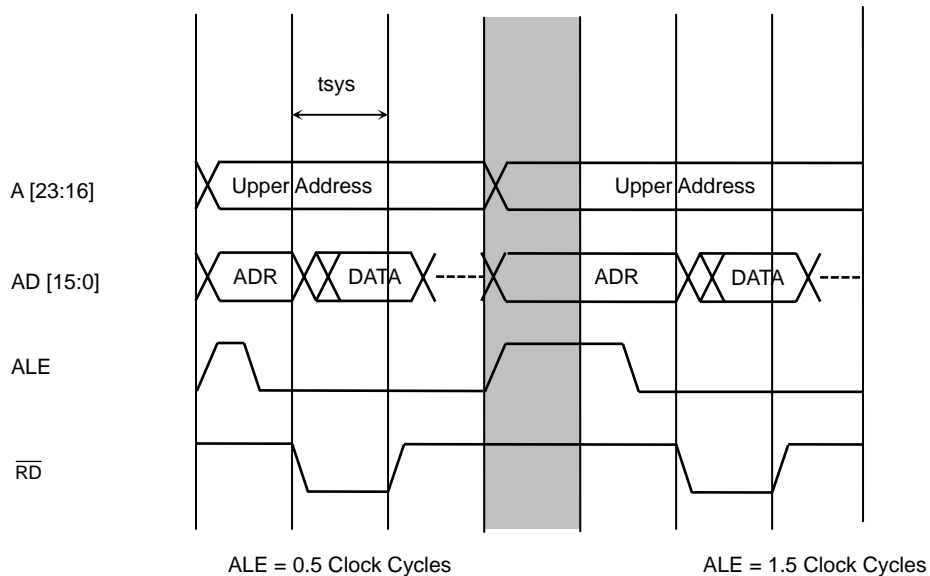 tsys
A [23:16]
Upper Address
Upper Address
AD [15:0]
ADR
DATA
ADR
DATA
ALE
RD
ALE = 0.5 Clock Cycles
ALE = 1.5 Clock Cycles